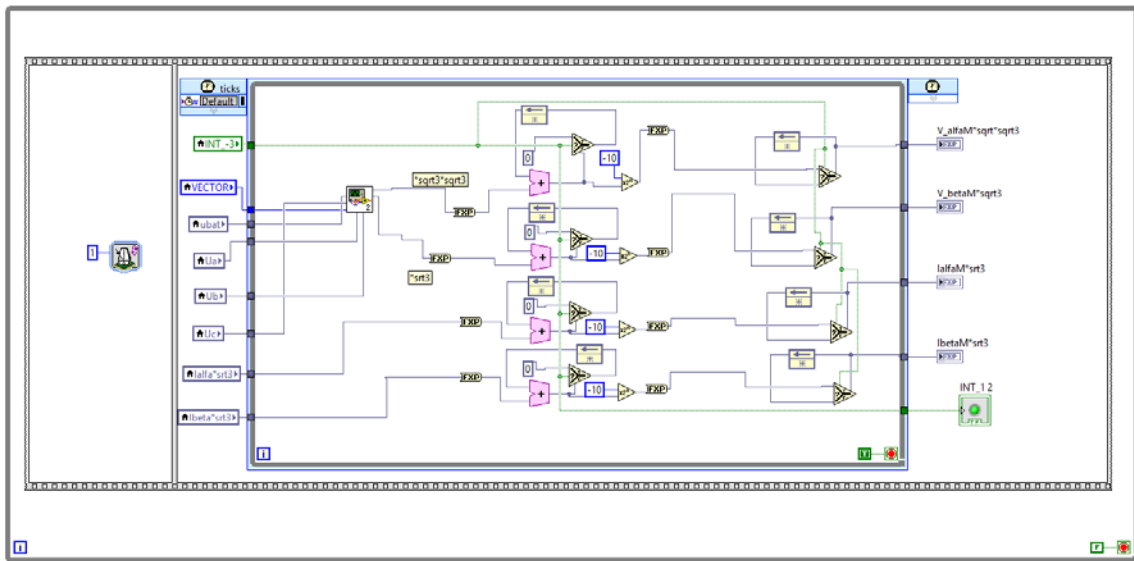 ticks
Default
INT_-3
VECTOR
ubat
Ua
Ub
Uc
Ialfa*srt3
Ibeta*srt3
1
2
*sqrt3*sqrt3
*srt3
0
-10
FXP
FXP
+
0
-10
FXP
FXP
+
0
-10
FXP
FXP
+
0
-10
FXP
FXP
+
V_alfaM*sqrt*sqrt3
FXP
V_betaM*sqrt3
FXP
IalfaM*srt3
FXP
IbetaM*srt3
FXP
INT_1 2
i
T
i
F